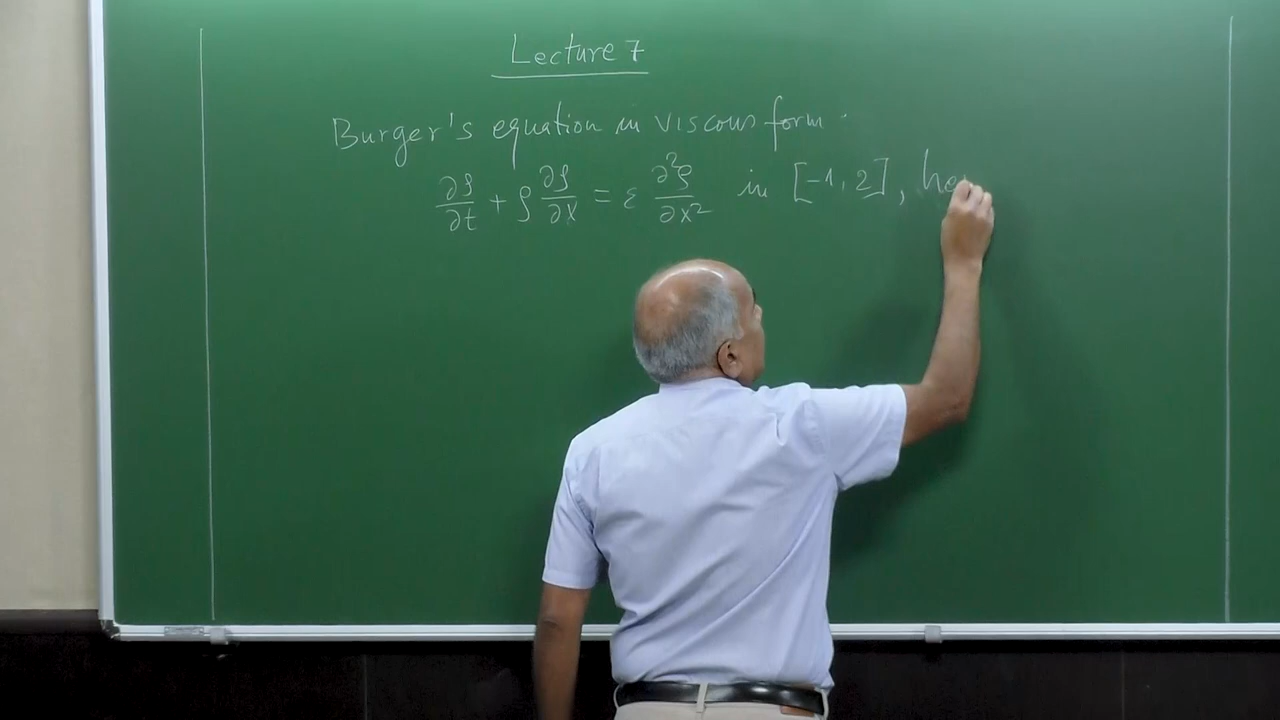 Lecture 7
Burger's equation in viscous form.
∂ρ/∂t + ρ ∂ρ/∂x = ε ∂²ρ/∂x² in [-1, 2],